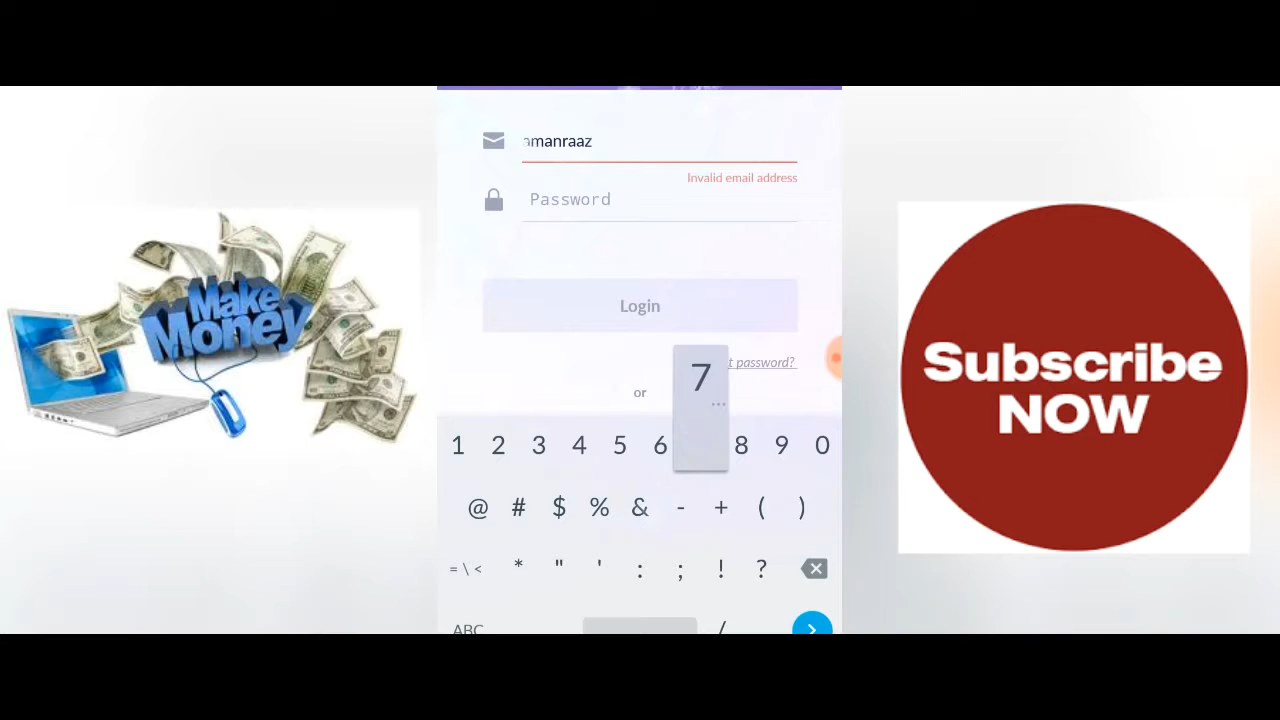 amanraaz
Invalid email address
Password
Login
t password?
or
Make
Money
Subscribe
NOW
7
...
1 2 3 4 5 6 8 9 0
@ # $ % & - + ( )
= \ < * " ' : ; ! ?
ABC /